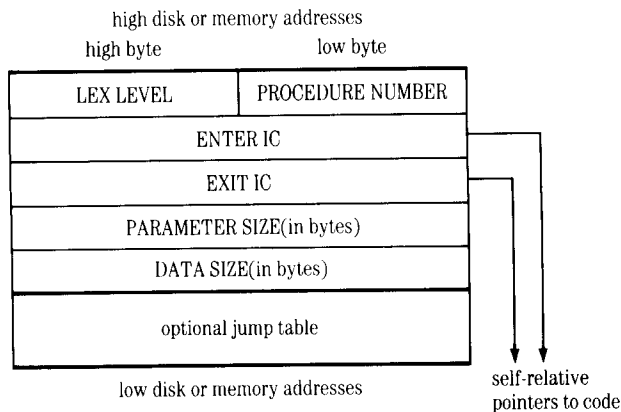 high disk or memory addresses
high byte low byte
LEX LEVEL PROCEDURE NUMBER
ENTER IC
EXIT IC
PARAMETER SIZE(in bytes)
DATA SIZE(in bytes)
optional jump table
low disk or memory addresses
self-relative
pointers to code